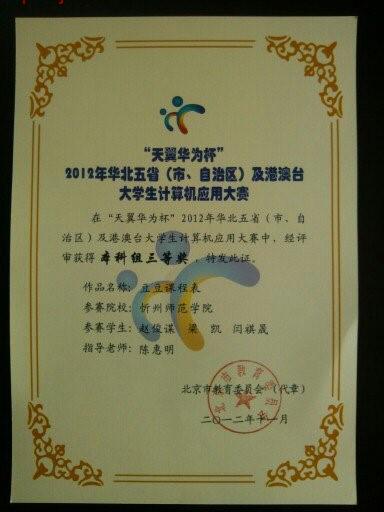 “天翼华为杯”
2012年华北五省（市、自治区）及港澳台
大学生计算机应用大赛
在“天翼华为杯”2012年华北五省（市、自
治区）及港澳台大学生计算机应用大赛中，经评
审获得 本科组三等奖，特发此证。
作品名称：豆豆课程表
参赛院校：忻州师范学院
参赛学生：赵俊谋 梁凯 闫祺晟
指导老师：陈惠明
北京市教育委员会（代章）
二〇一二年十一月